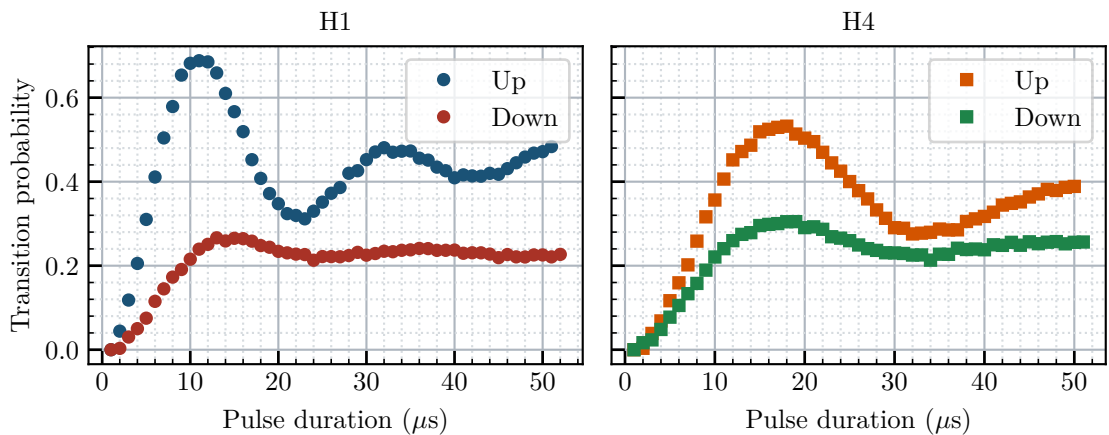 H1
H4
Transition probability
0.6
0.4
0.2
0.0
Up
Down
Up
Down
0 10 20 30 40 50
0 10 20 30 40 50
Pulse duration (μs)
Pulse duration (μs)